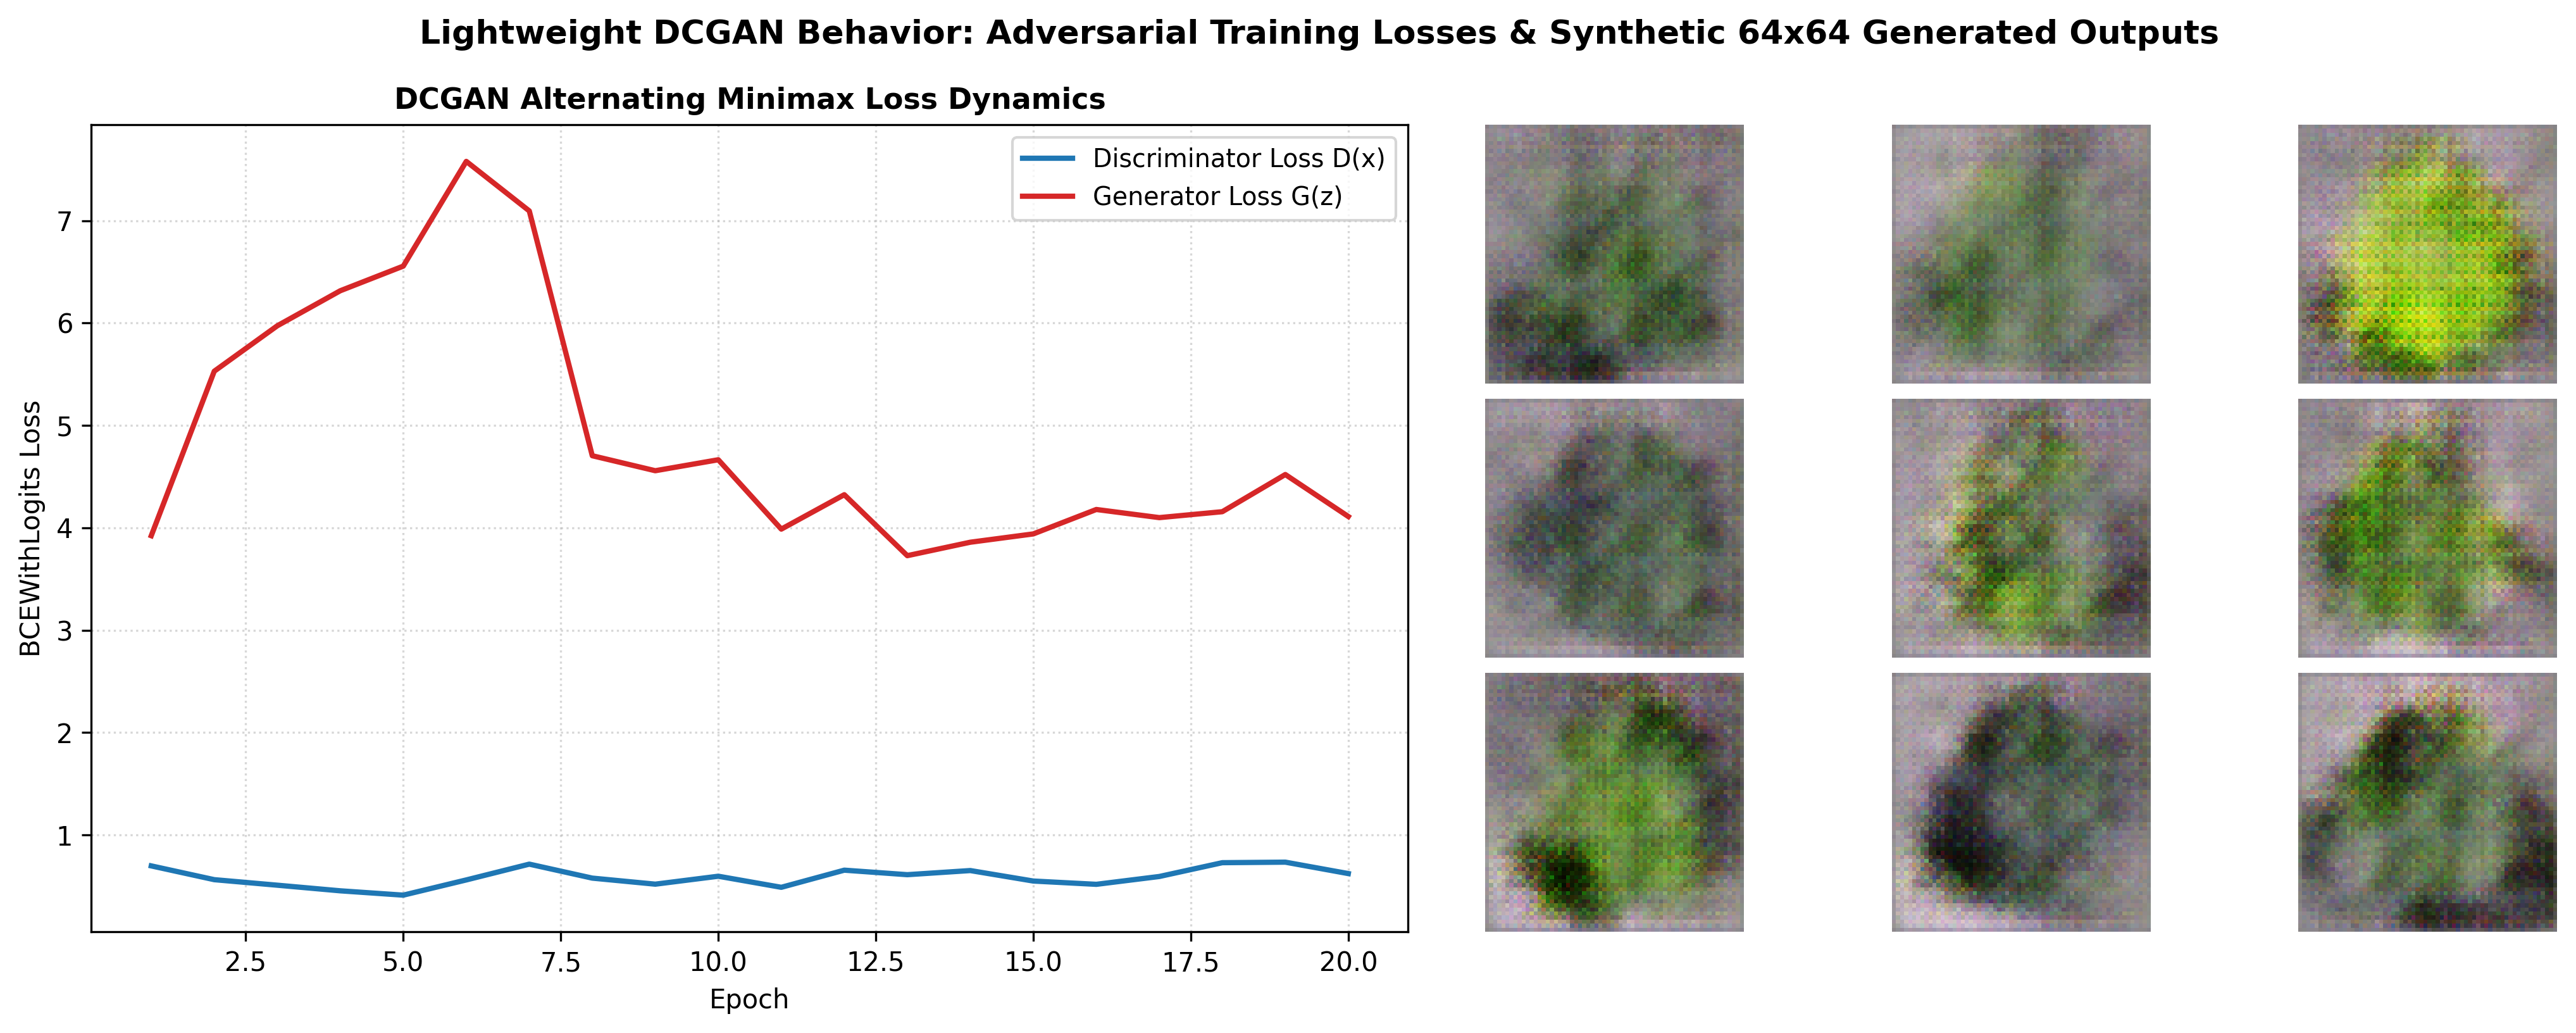 Lightweight DCGAN Behavior: Adversarial Training Losses & Synthetic 64x64 Generated Outputs
DCGAN Alternating Minimax Loss Dynamics
Discriminator Loss D(x)
Generator Loss G(z)
BCEWithLogits Loss
7
6
5
4
3
2
1
2.5 5.0 7.5 10.0 12.5 15.0 17.5 20.0
Epoch